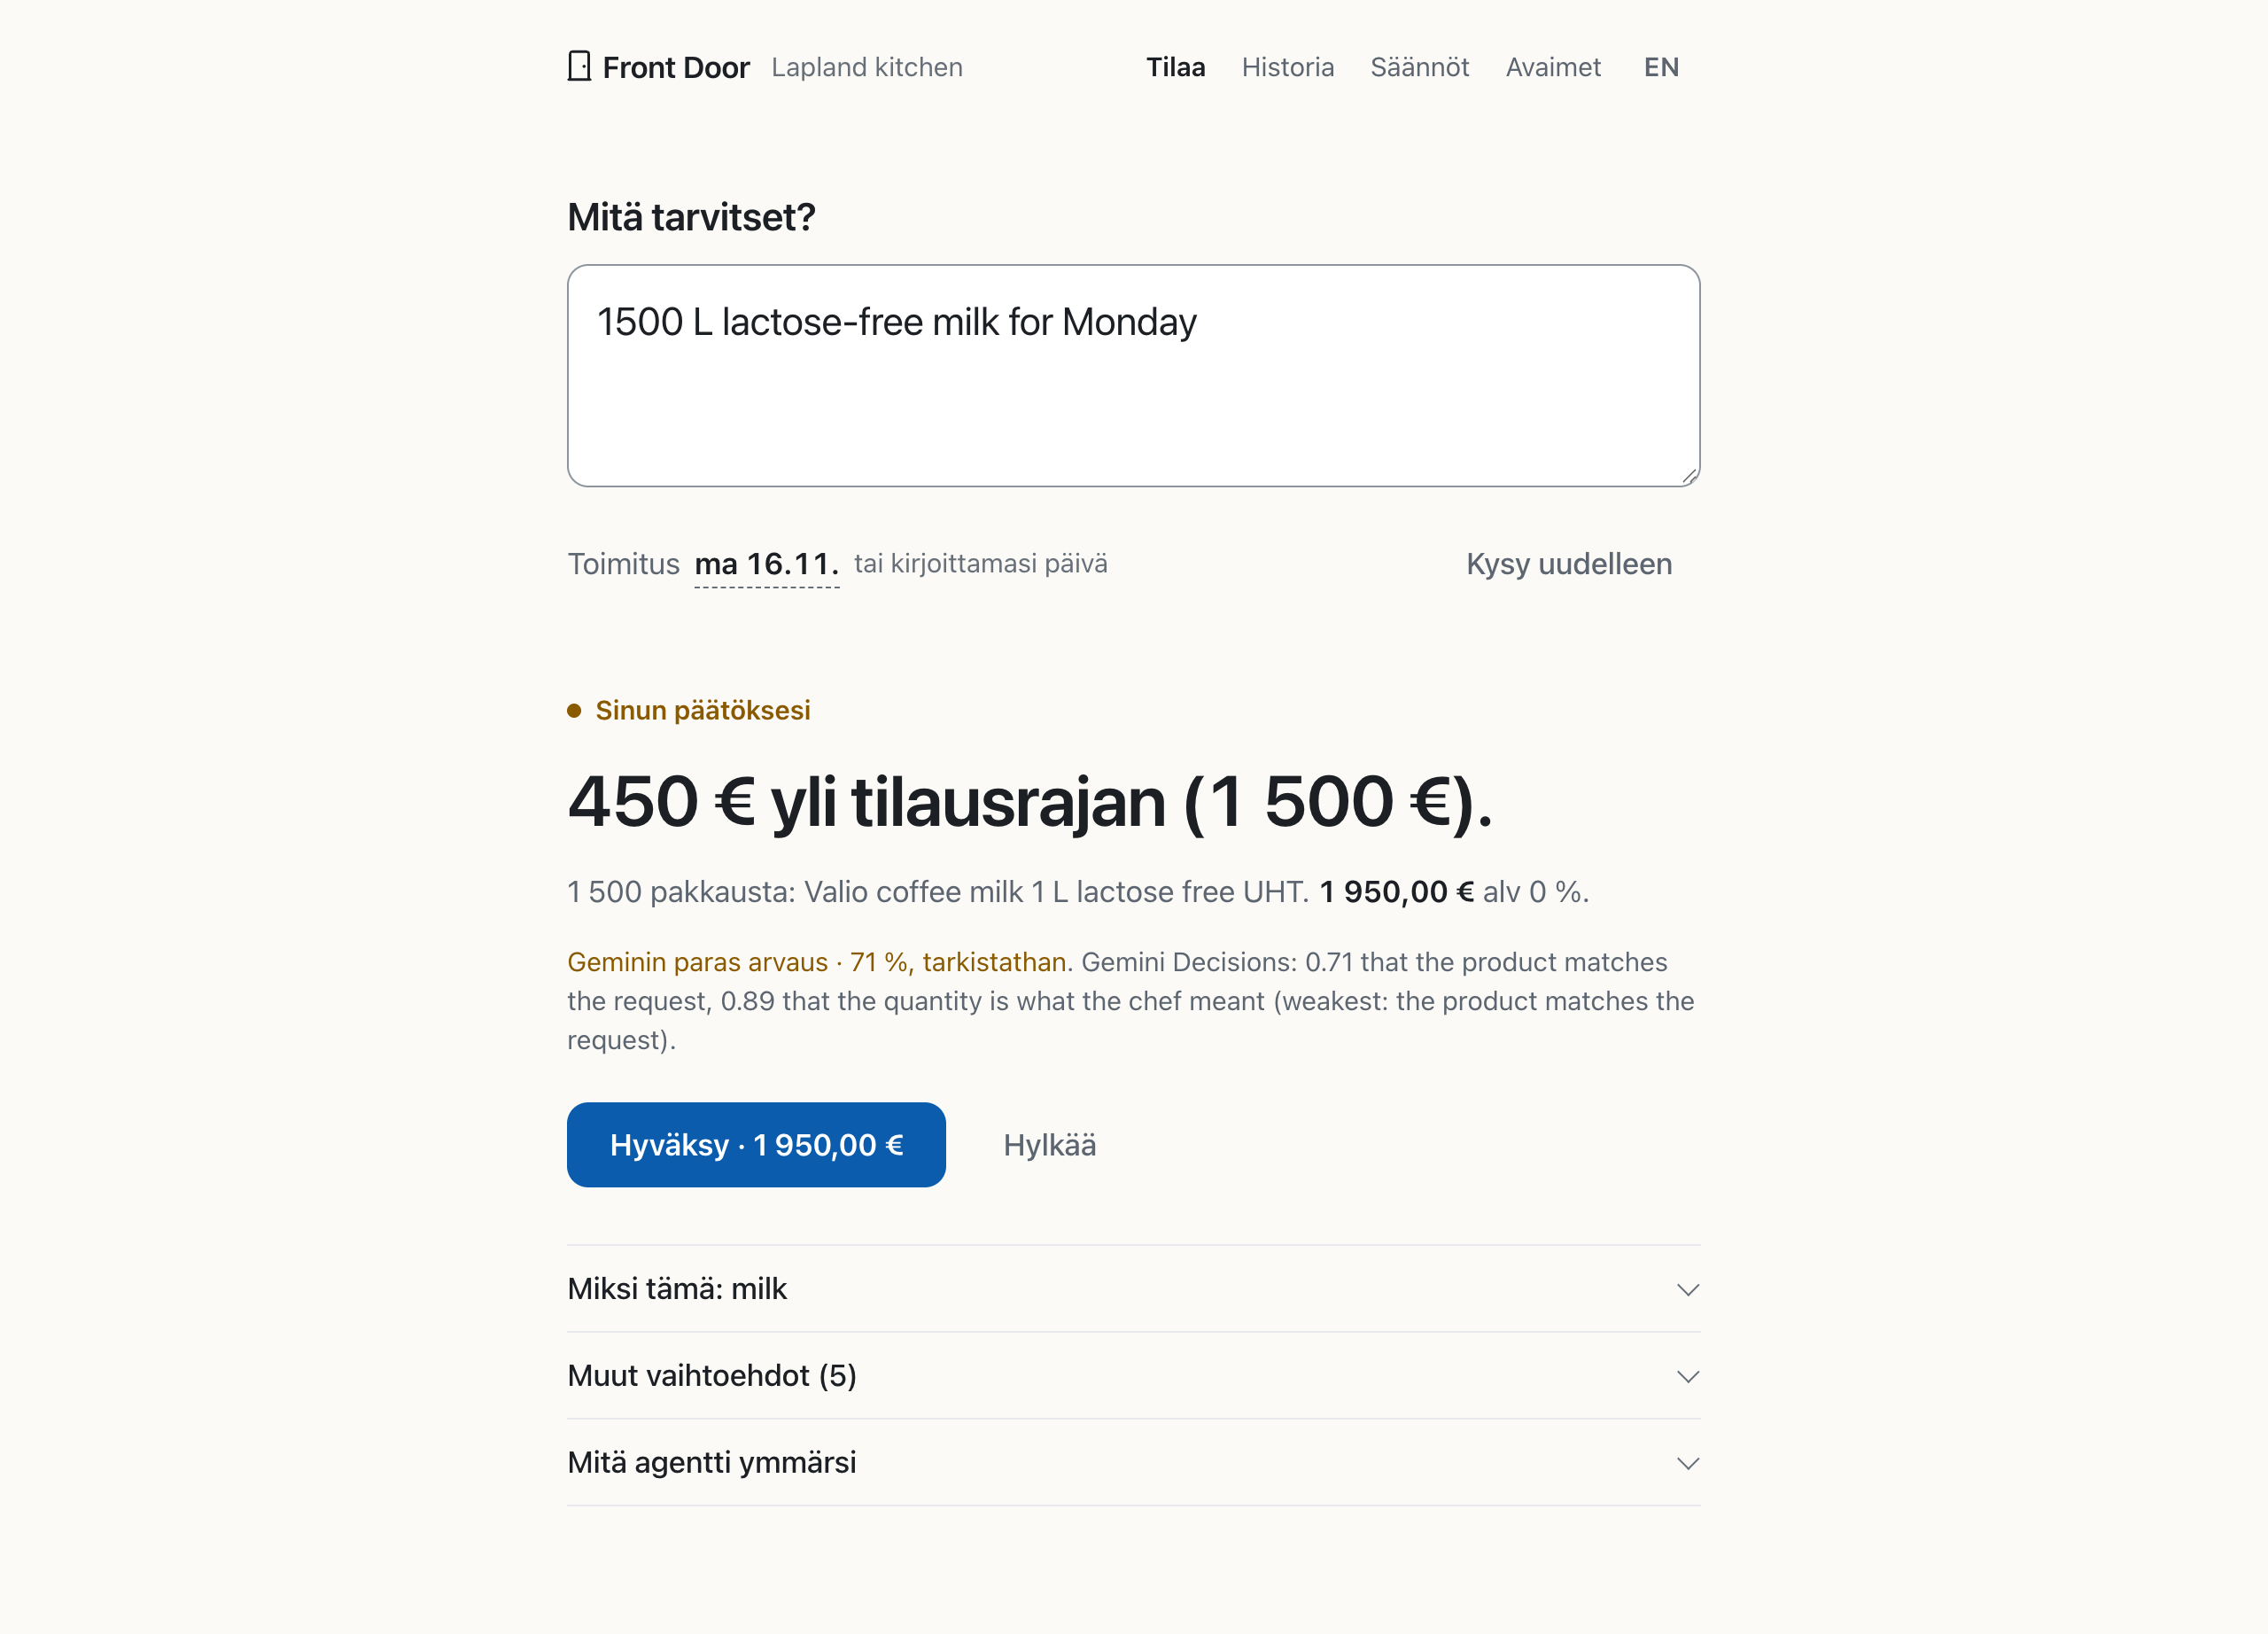 Front Door Lapland kitchen Tilaa Historia Säännöt Avaimet EN
Mitä tarvitset?
1500 L lactose-free milk for Monday
Toimitus ma 16.11. tai kirjoittamasi päivä Kysy uudelleen
Sinun päätöksesi
450 € yli tilausrajan (1 500 €).
1 500 pakkausta: Valio coffee milk 1 L lactose free UHT. 1 950,00 € alv 0 %.
Geminin paras arvaus · 71 %, tarkistathan. Gemini Decisions: 0.71 that the product matches
the request, 0.89 that the quantity is what the chef meant (weakest: the product matches the
request).
Hyväksy · 1 950,00 € Hylkää
Miksi tämä: milk
Muut vaihtoehdot (5)
Mitä agentti ymmärsi